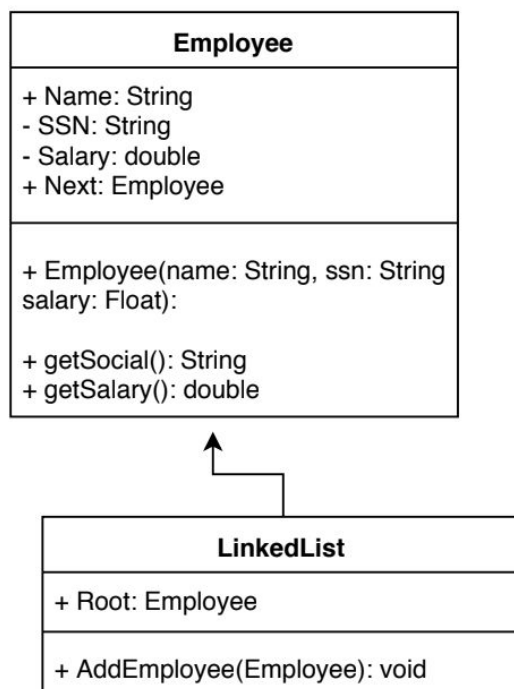 Employee
+ Name: String
- SSN: String
- Salary: double
+ Next: Employee
+ Employee(name: String, ssn: String
salary: Float):
+ getSocial(): String
+ getSalary(): double
LinkedList
+ Root: Employee
+ AddEmployee(Employee): void